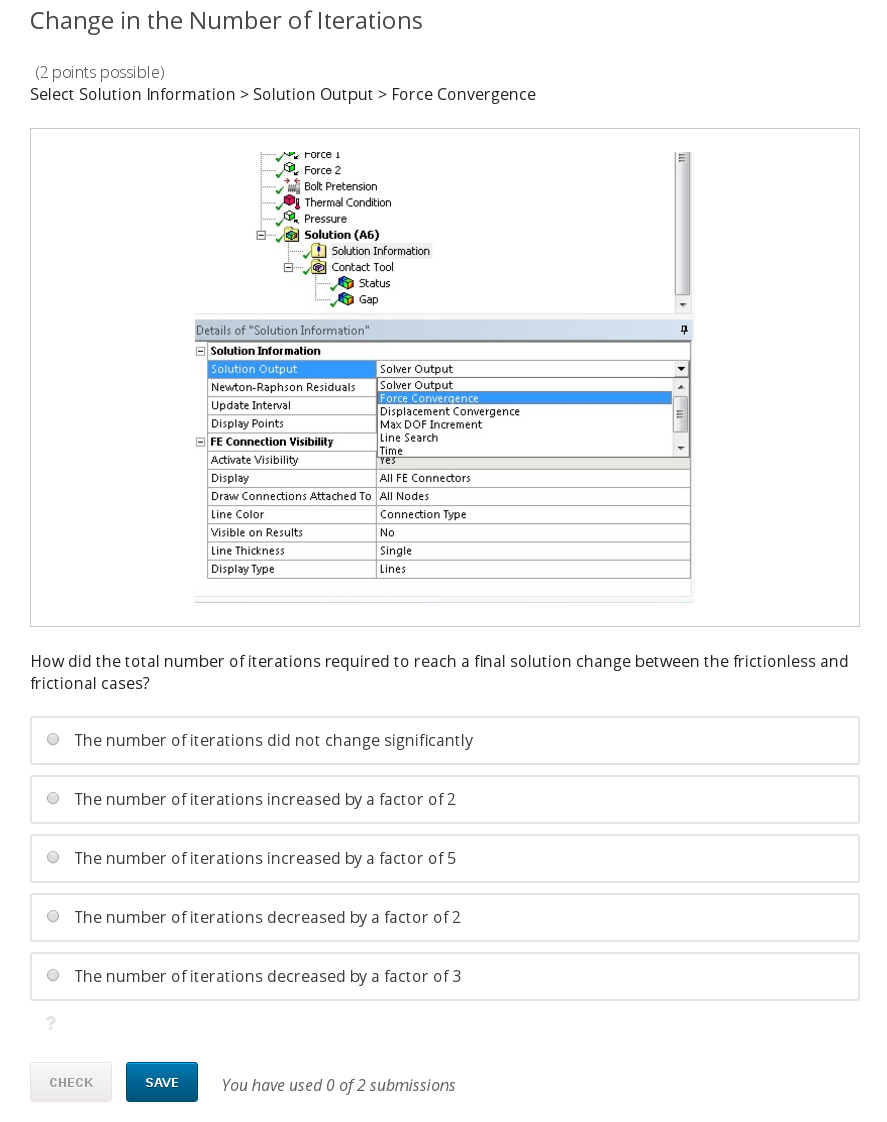 Change in the Number of Iterations
(2 points possible)
Select Solution Information > Solution Output > Force Convergence
Force 1
Force 2
Bolt Pretension
Thermal Condition
Pressure
Solution (A6)
Solution Information
Contact Tool
Status
Gap
Details of "Solution Information"
Solution Information
Solution Output Solver Output
Newton-Raphson Residuals Solver Output
Force Convergence
Update Interval Displacement Convergence
Display Points Max DOF Increment
FE Connection Visibility Line Search
Time
Activate Visibility Yes
Display All FE Connectors
Draw Connections Attached To All Nodes
Line Color Connection Type
Visible on Results No
Line Thickness Single
Display Type Lines
How did the total number of iterations required to reach a final solution change between the frictionless and
frictional cases?
The number of iterations did not change significantly
The number of iterations increased by a factor of 2
The number of iterations increased by a factor of 5
The number of iterations decreased by a factor of 2
The number of iterations decreased by a factor of 3
?
CHECK SAVE You have used 0 of 2 submissions